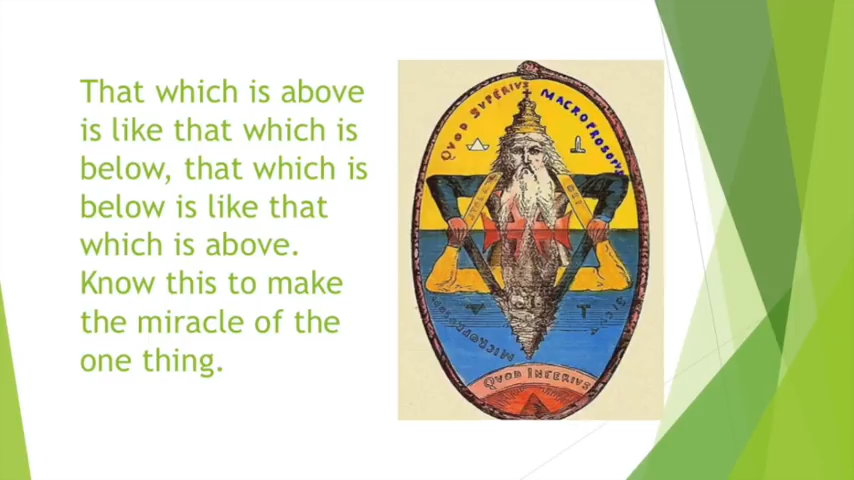 That which is above
is like that which is
below, that which is
below is like that
which is above.
Know this to make
the miracle of the
one thing.
QVOD SVPERIVS
MACROPROSOPVS
MICROPROSOPVS
SICVT
QVOD INFERIVS